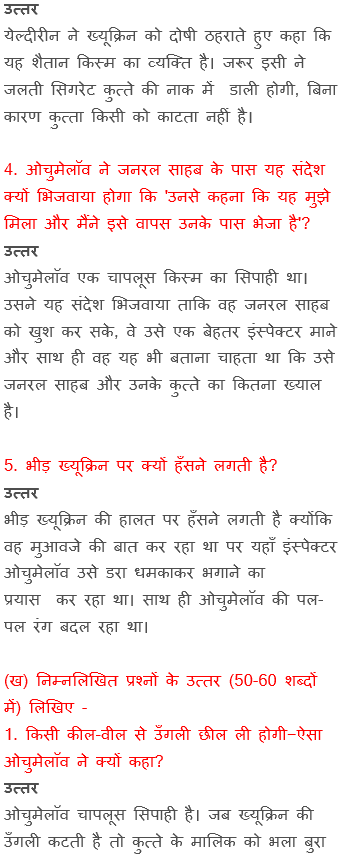 उत्तर
येल्दीरीन ने ख्यूक्रिन को दोषी ठहराते हुए कहा कि
यह शैतान किस्म का व्यक्ति है। जरूर इसी ने
जलती सिगरेट कुत्ते की नाक में डाली होगी, बिना
कारण कुत्ता किसी को काटता नहीं है।
4. ओचुमेलॉव ने जनरल साहब के पास यह संदेश
क्यों भिजवाया होगा कि 'उनसे कहना कि यह मुझे
मिला और मैंने इसे वापस उनके पास भेजा है'?
उत्तर
ओचुमेलॉव एक चापलूस किस्म का सिपाही था।
उसने यह संदेश भिजवाया ताकि वह जनरल साहब
को खुश कर सके, वे उसे एक बेहतर इंस्पेक्टर माने
और साथ ही वह यह भी बताना चाहता था कि उसे
जनरल साहब और उनके कुत्ते का कितना ख्याल
है।
5. भीड़ ख्यूक्रिन पर क्यों हँसने लगती है?
उत्तर
भीड़ ख्यूक्रिन की हालत पर हँसने लगती है क्योंकि
वह मुआवजे की बात कर रहा था पर यहाँ इंस्पेक्टर
ओचुमेलॉव उसे डरा धमकाकर भगाने का
प्रयास कर रहा था। साथ ही ओचुमेलॉव की पल-
पल रंग बदल रहा था।
(ख) निम्नलिखित प्रश्नों के उत्तर (50-60 शब्दों
में) लिखिए -
1. किसी कील-वील से उँगली छील ली होगी−ऐसा
ओचुमेलॉव ने क्यों कहा?
उत्तर
ओचुमेलॉव चापलूस सिपाही है। जब ख्यूक्रिन की
उँगली कटती है तो कुत्ते के मालिक को भला बुरा